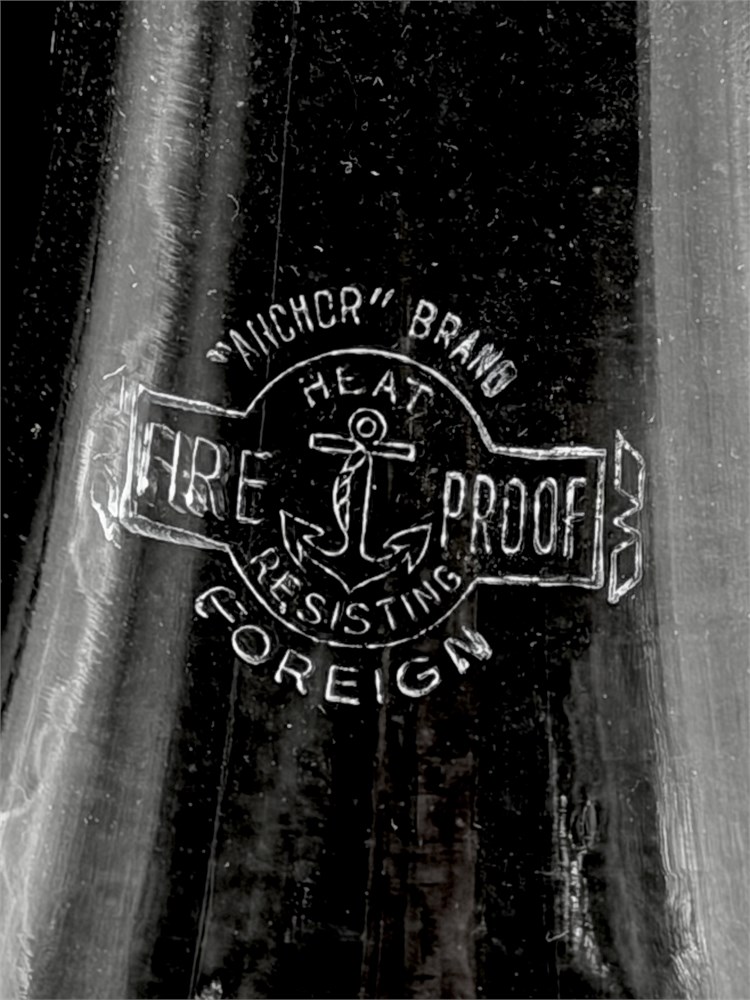 "ANCHOR" BRAND
HEAT
FIRE PROOF
RESISTING
FOREIGN